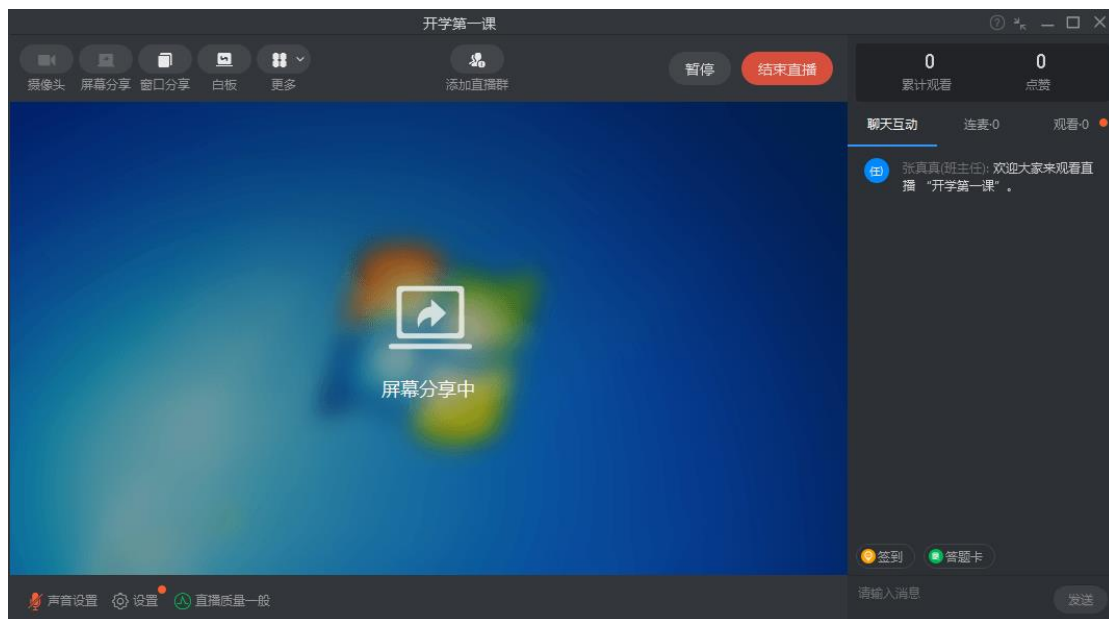 开学第一课
摄像头 屏幕分享 窗口分享 白板 更多
添加直播群
暂停 结束直播
0 0
累计观看 点赞
聊天互动 连麦·0 观看·0
任
张真真(班主任): 欢迎大家来观看直
播 “开学第一课” 。
屏幕分享中
签到 答题卡
请输入消息
发送
声音设置 设置 直播质量一般